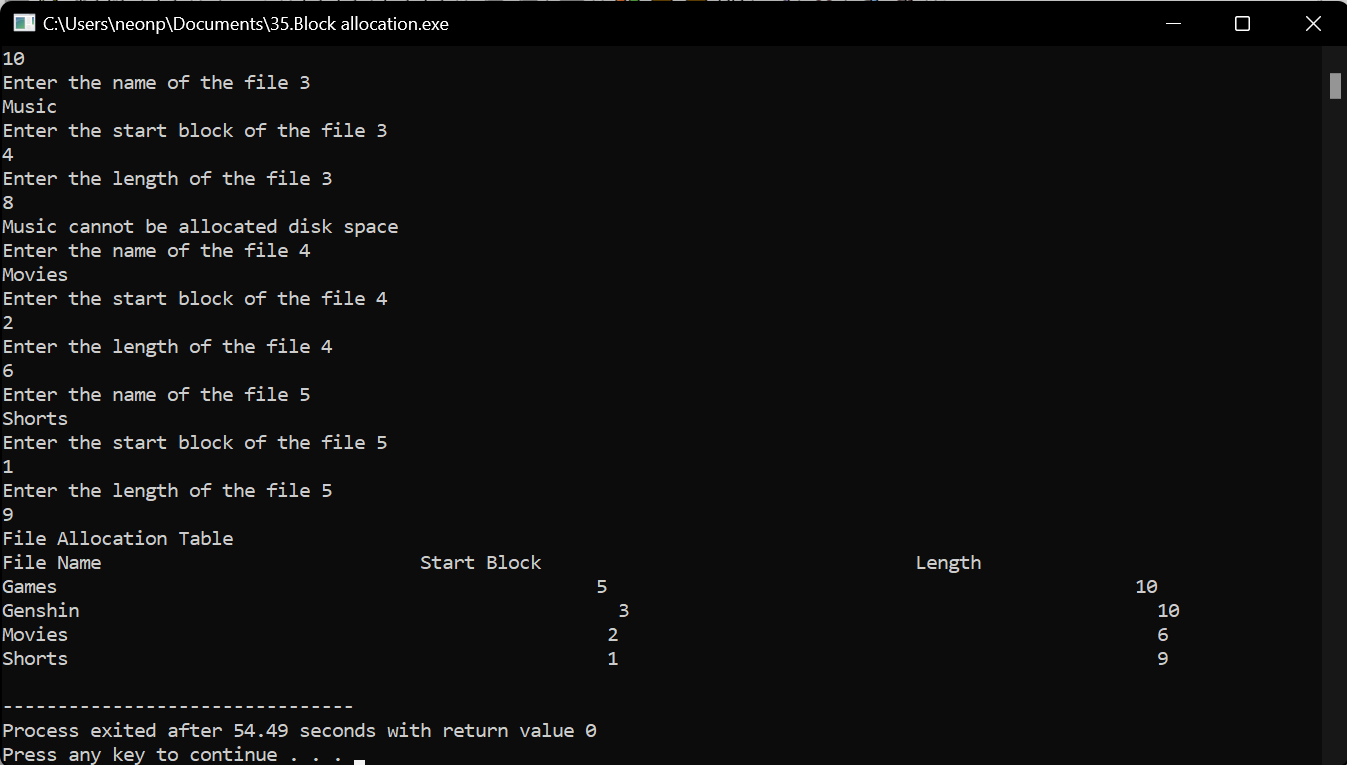 C:\Users\neonp\Documents\35.Block allocation.exe
10
Enter the name of the file 3
Music
Enter the start block of the file 3
4
Enter the length of the file 3
8
Music cannot be allocated disk space
Enter the name of the file 4
Movies
Enter the start block of the file 4
2
Enter the length of the file 4
6
Enter the name of the file 5
Shorts
Enter the start block of the file 5
1
Enter the length of the file 5
9
File Allocation Table
File Name Start Block Length
Games 5 10
Genshin 3 10
Movies 2 6
Shorts 1 9
--------------------------------
Process exited after 54.49 seconds with return value 0
Press any key to continue . . .